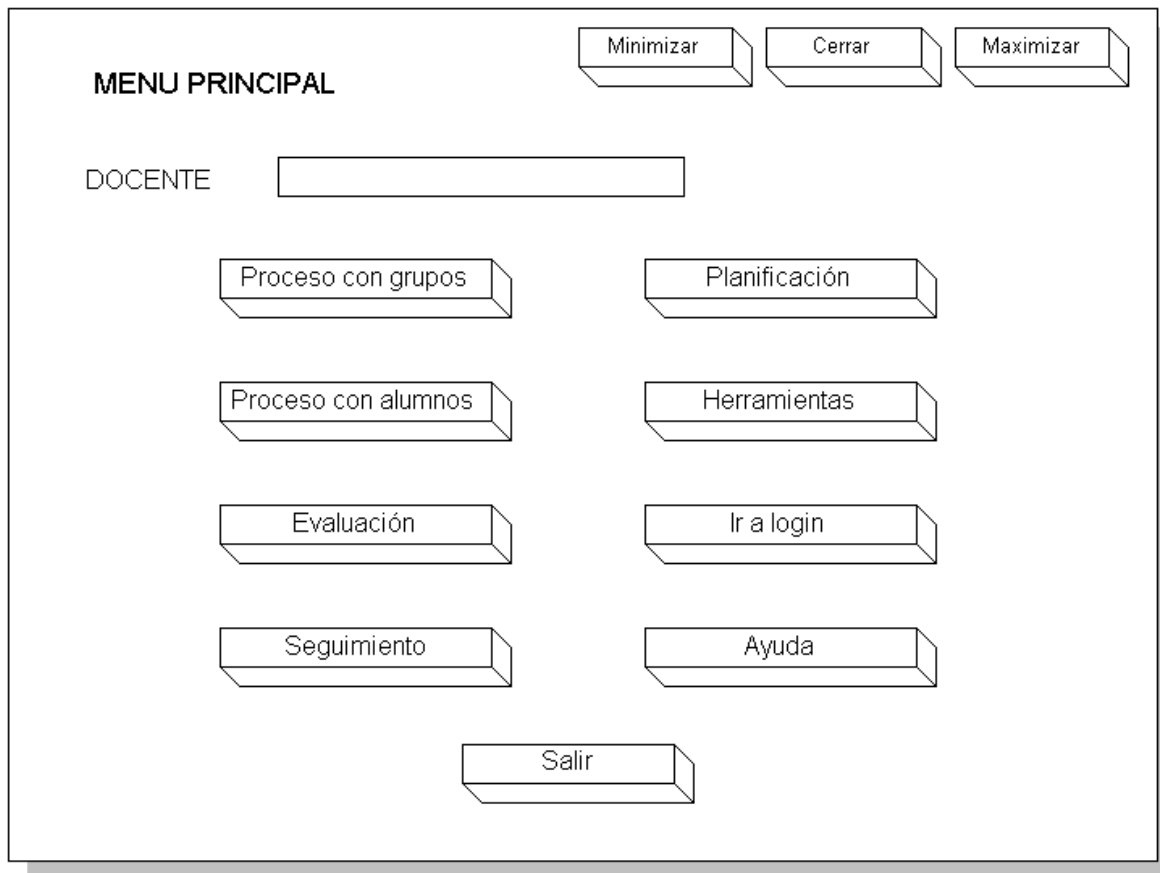 Minimizar Cerrar Maximizar
MENU PRINCIPAL
DOCENTE
Proceso con grupos Planificación
Proceso con alumnos Herramientas
Evaluación Ir a login
Seguimiento Ayuda
Salir